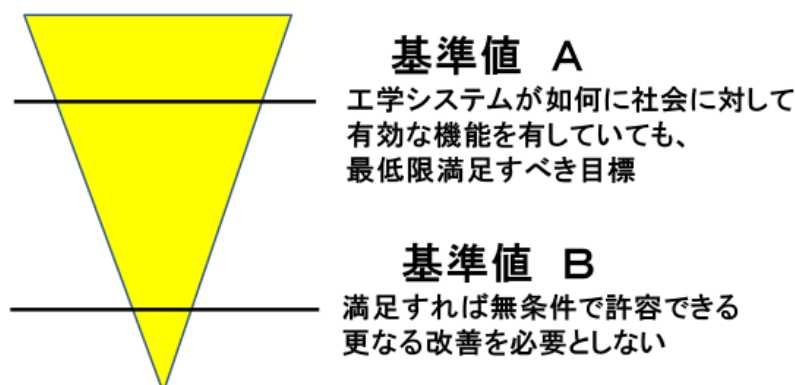 基準値 A
工学システムが如何に社会に対して
有効な機能を有していても、
最低限満足すべき目標
基準値 B
満足すれば無条件で許容できる
更なる改善を必要としない